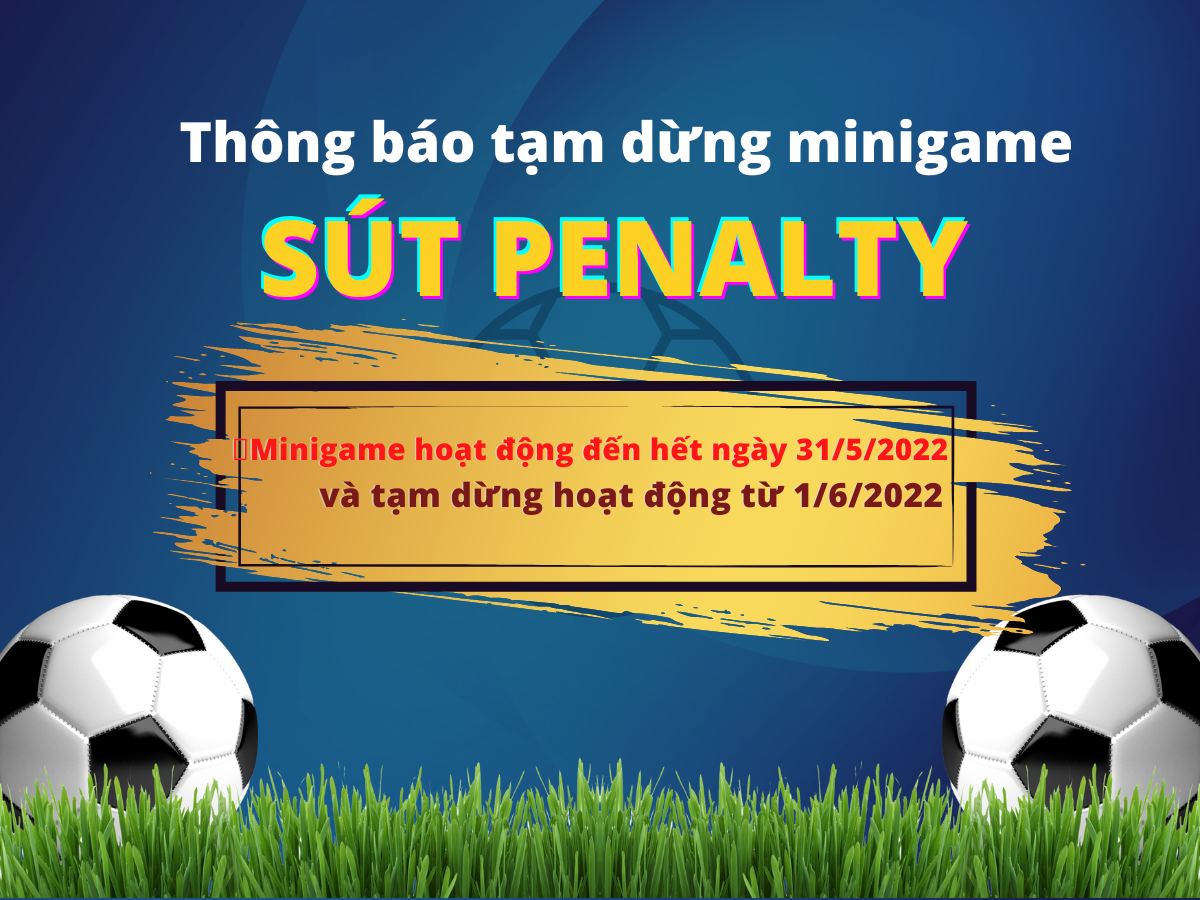 Thông báo tạm dừng minigame
SÚT PENALTY
Minigame hoạt động đến hết ngày 31/5/2022
và tạm dừng hoạt động từ 1/6/2022